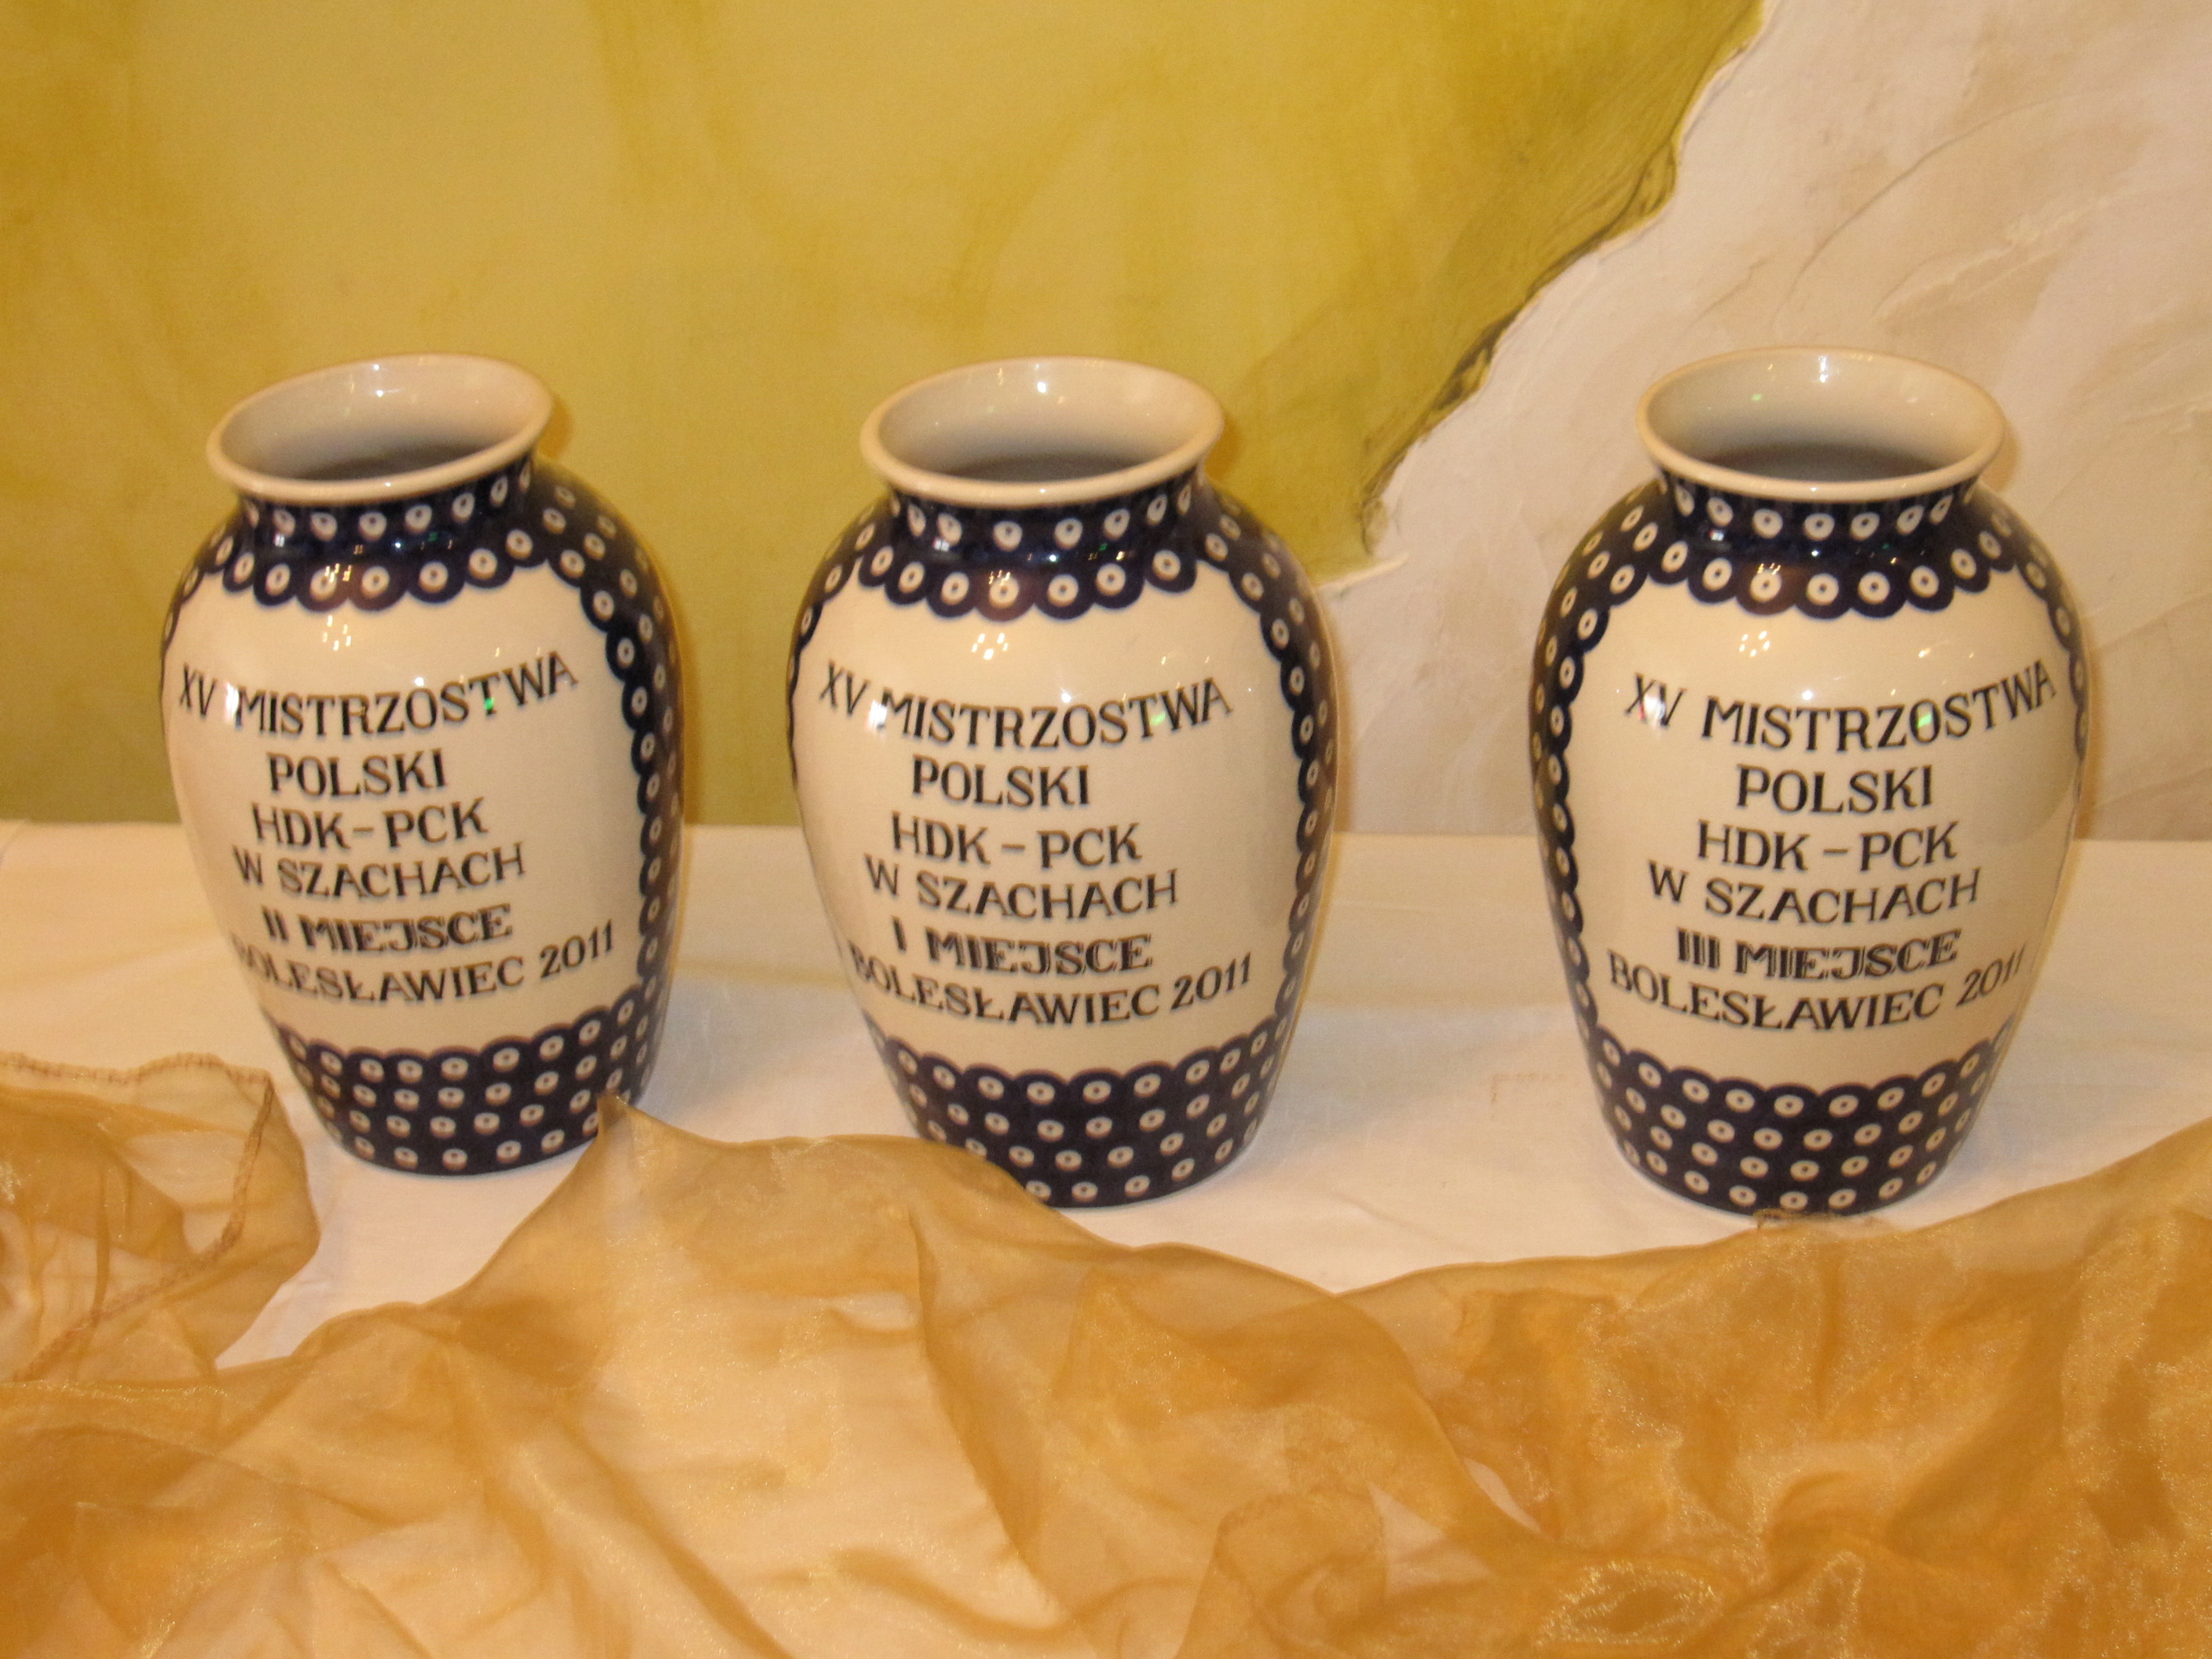 XV MISTRZOSTWA
POLSKI
HDK-PCK
W SZACHACH
II MIEJSCE
BOLESŁAWIEC 2011
XV MISTRZOSTWA
POLSKI
HDK - PCK
W SZACHACH
I MIEJSCE
BOLESŁAWIEC 2011
XV MISTRZOSTWA
POLSKI
HDK - PCK
W SZACHACH
III MIEJSCE
BOLESŁAWIEC 2011